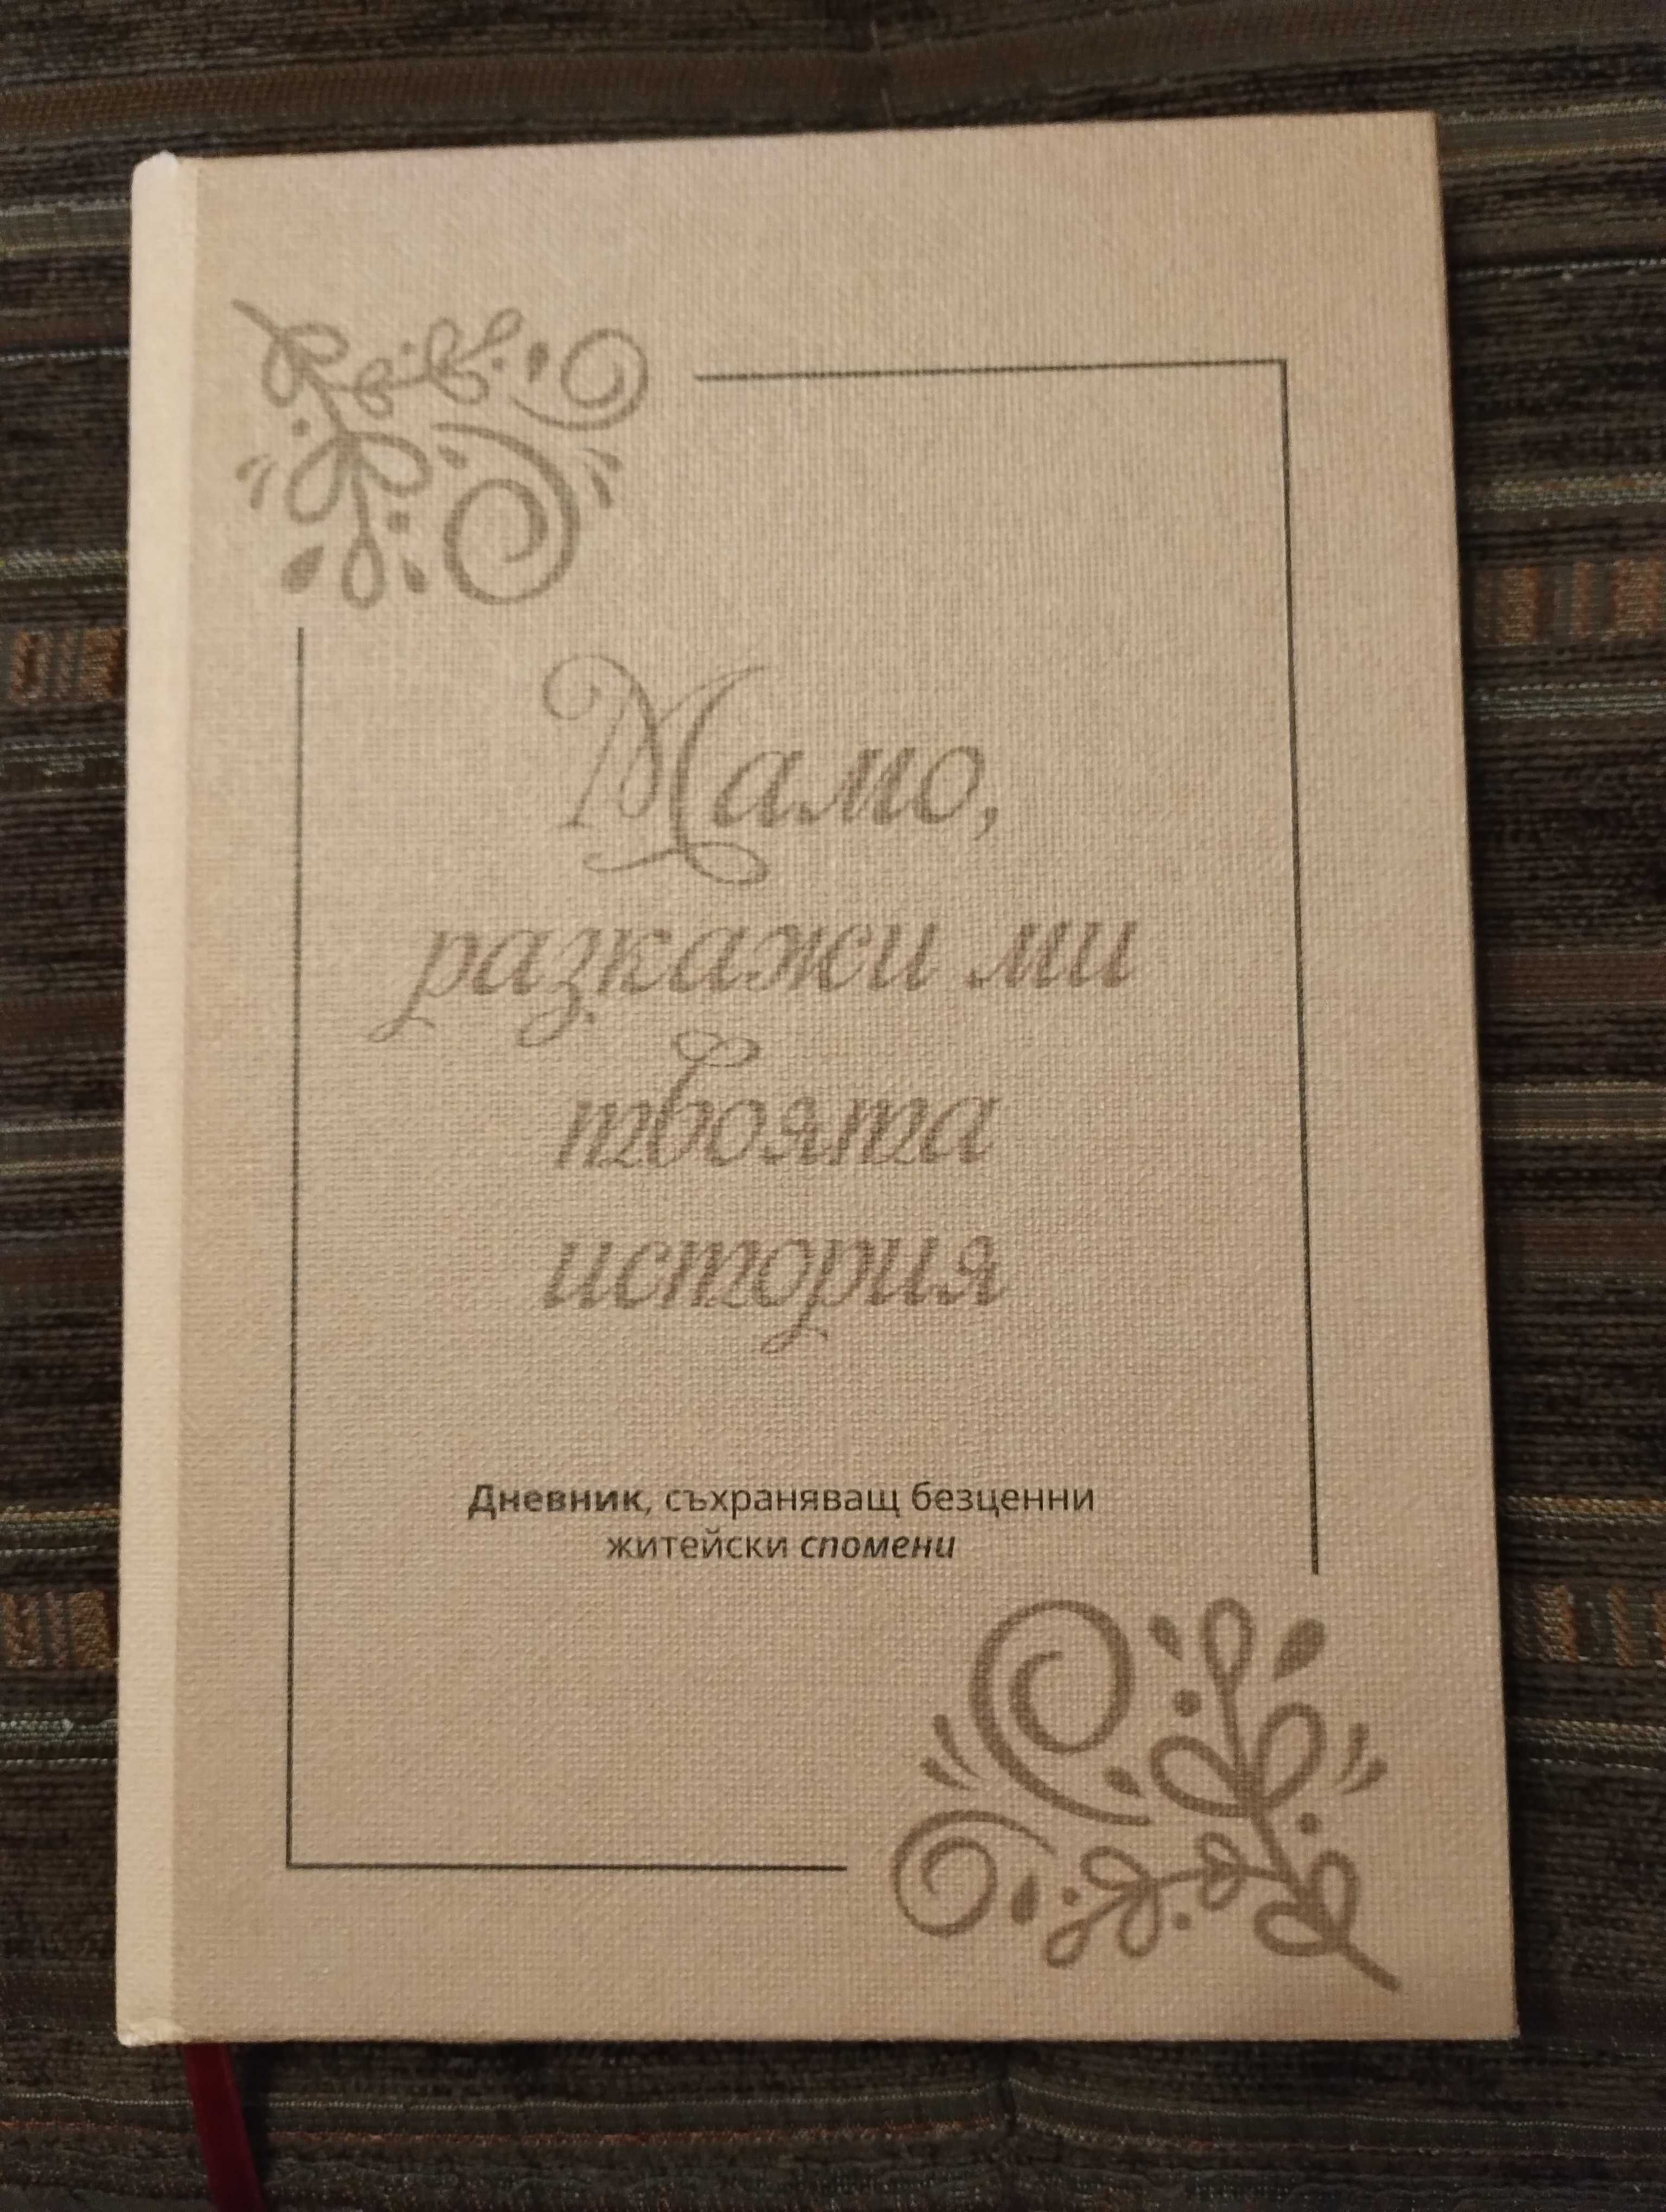 Мамо,
разкажи ми
твоята
история
Дневник, съхраняващ безценни
житейски спомени